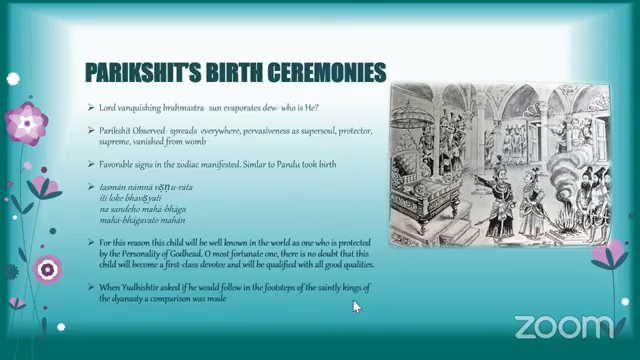 PARIKSHIT'S BIRTH CEREMONIES
Lord vanquishing brahmastra- sun evaporates dew- who is He?
Parikshit Observed- spreads everywhere, pervasiveness as supersoul, protector,
supreme, vanished from womb
Favorable signs in the zodiac manifested. Simlar to Pandu took birth
tasmān nāmnā vṣṇu-rāta
iti loke bhavṣyati
na sandeho mahā-bhāga
mahā-bhāgavato mahān
For this reason this child will be well known in the world as one who is protected
by the Personality of Godhead. O most fortunate one, there is no doubt that this
child will become a first-class devotee and will be qualified with all good qualities.
When Yudhishtir asked if he would follow in the footsteps of the saintly kings of
the dyanasty a comparison was made
zoom